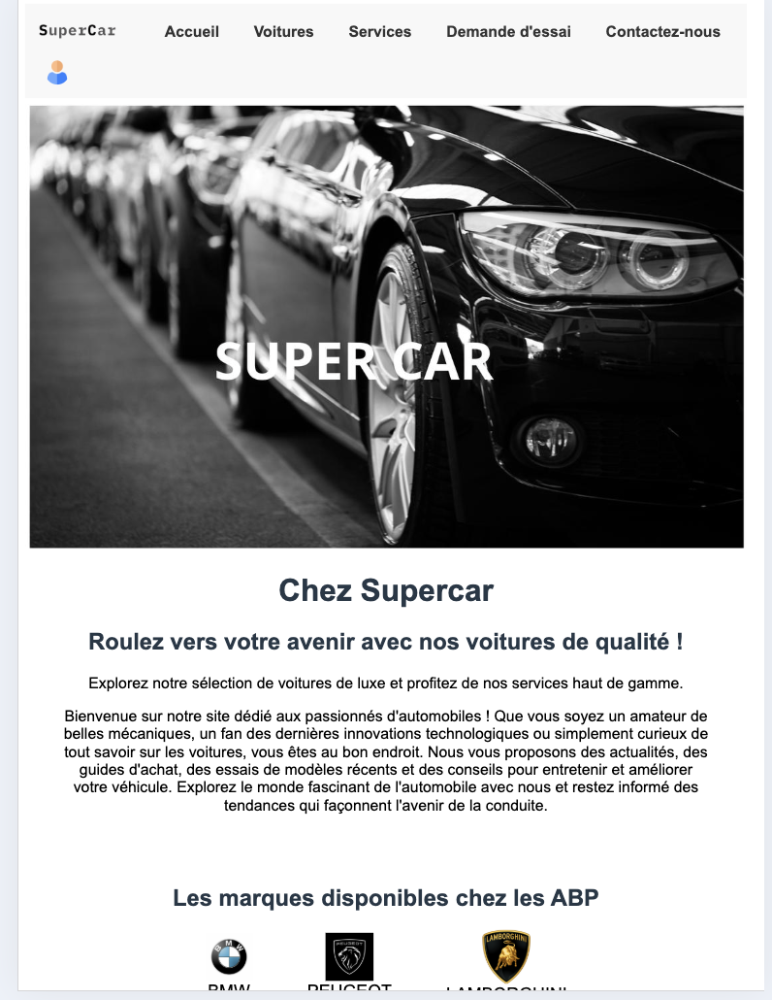 SuperCar Accueil Voitures Services Demande d'essai Contactez-nous
SUPER CAR
Chez Supercar
Roulez vers votre avenir avec nos voitures de qualité !
Explorez notre sélection de voitures de luxe et profitez de nos services haut de gamme.
Bienvenue sur notre site dédié aux passionnés d'automobiles ! Que vous soyez un amateur de
belles mécaniques, un fan des dernières innovations technologiques ou simplement curieux de
tout savoir sur les voitures, vous êtes au bon endroit. Nous vous proposons des actualités, des
guides d'achat, des essais de modèles récents et des conseils pour entretenir et améliorer
votre véhicule. Explorez le monde fascinant de l'automobile avec nous et restez informé des
tendances qui façonnent l'avenir de la conduite.
Les marques disponibles chez les ABP
BMW PEUGEOT LAMBORGHINI
BMW PEUGEOT LAMBORGHINI